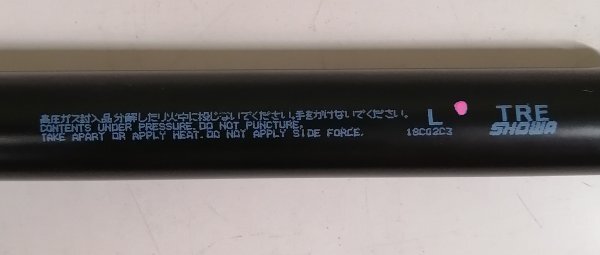 高圧ガス封入品分解したり火中に投じないでください。手をかけないでください。
CONTENTS UNDER PRESSURE.DO NOT PUNCTURE.
TAKE APART OR APPLY HEAT.DO NOT APPLY SIDE FORCE.
L
18C02C3
TRE
SHOWA